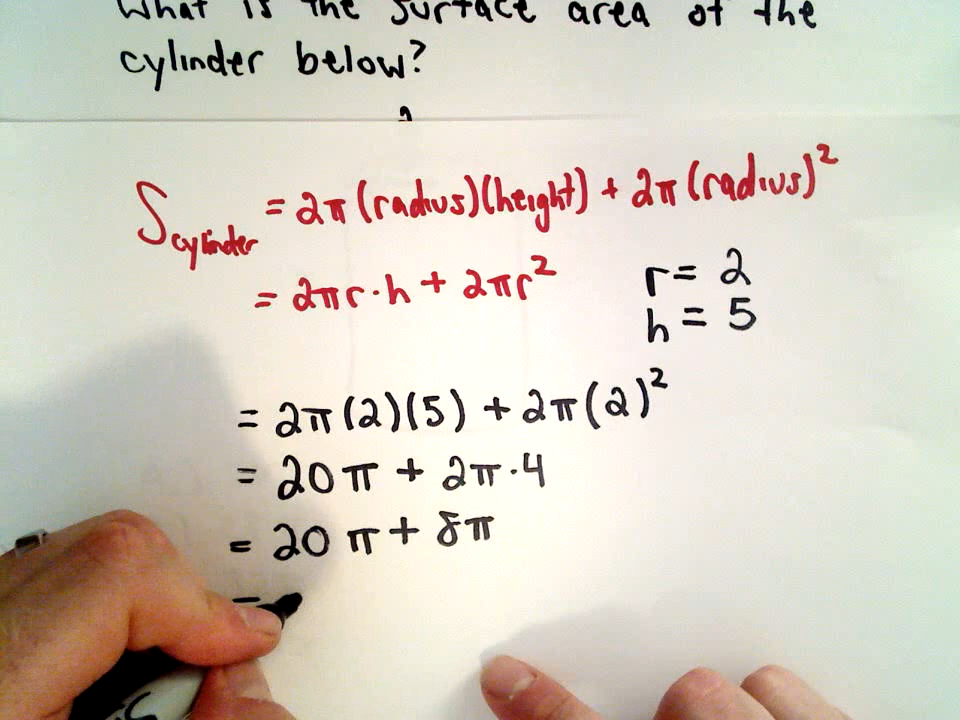 What is the surface area of the
cylinder below?
S cylinder = 2π (radius)(height) + 2π (radius)²
= 2πr·h + 2πr²
r = 2
h = 5
= 2π(2)(5) + 2π(2)²
= 20π + 2π·4
= 20π + 8π
=